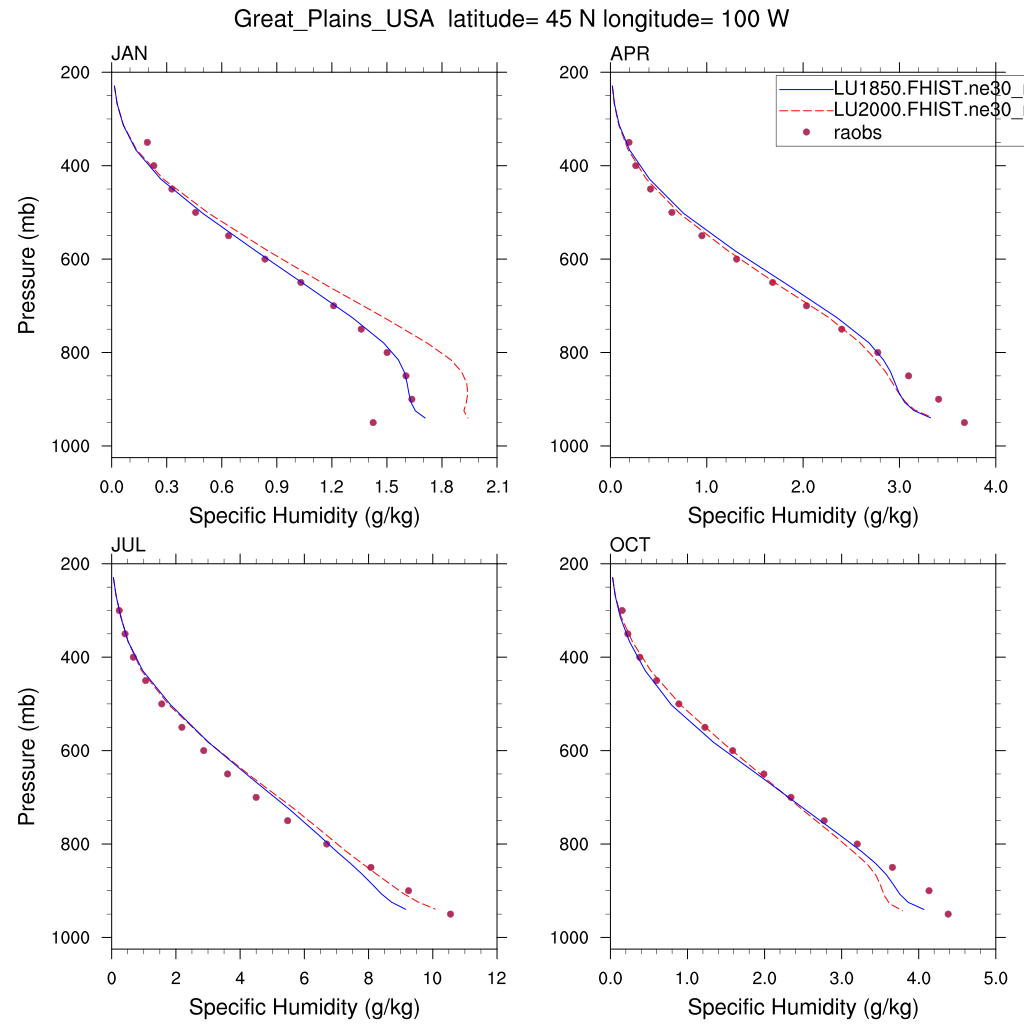 Great_Plains_USA latitude= 45 N longitude= 100 W
JAN
200
400
600
800
1000
0.0 0.3 0.6 0.9 1.2 1.5 1.8 2.1
Pressure (mb)
Specific Humidity (g/kg)
APR
LU1850.FHIST.ne30_
LU2000.FHIST.ne30_
raobs
200
400
600
800
1000
0.0 1.0 2.0 3.0 4.0
Specific Humidity (g/kg)
JUL
200
400
600
800
1000
0 2 4 6 8 10 12
Pressure (mb)
Specific Humidity (g/kg)
OCT
200
400
600
800
1000
0.0 1.0 2.0 3.0 4.0 5.0
Specific Humidity (g/kg)